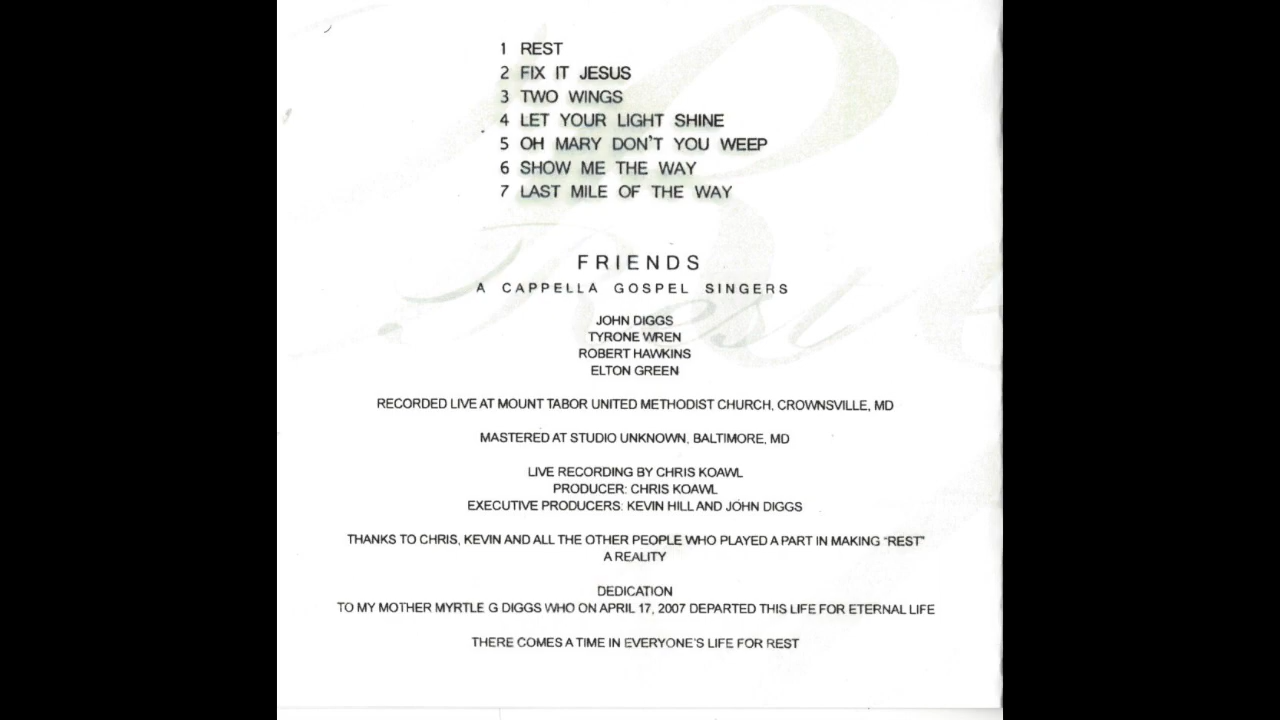 1 REST
2 FIX IT JESUS
3 TWO WINGS
4 LET YOUR LIGHT SHINE
5 OH MARY DON'T YOU WEEP
6 SHOW ME THE WAY
7 LAST MILE OF THE WAY
Rest
FRIENDS
A CAPPELLA GOSPEL SINGERS
JOHN DIGGS
TYRONE WREN
ROBERT HAWKINS
ELTON GREEN
RECORDED LIVE AT MOUNT TABOR UNITED METHODIST CHURCH, CROWNSVILLE, MD
MASTERED AT STUDIO UNKNOWN, BALTIMORE, MD
LIVE RECORDING BY CHRIS KOAWL
PRODUCER: CHRIS KOAWL
EXECUTIVE PRODUCERS: KEVIN HILL AND JOHN DIGGS
THANKS TO CHRIS, KEVIN AND ALL THE OTHER PEOPLE WHO PLAYED A PART IN MAKING "REST"
A REALITY
DEDICATION
TO MY MOTHER MYRTLE G DIGGS WHO ON APRIL 17, 2007 DEPARTED THIS LIFE FOR ETERNAL LIFE
THERE COMES A TIME IN EVERYONE'S LIFE FOR REST